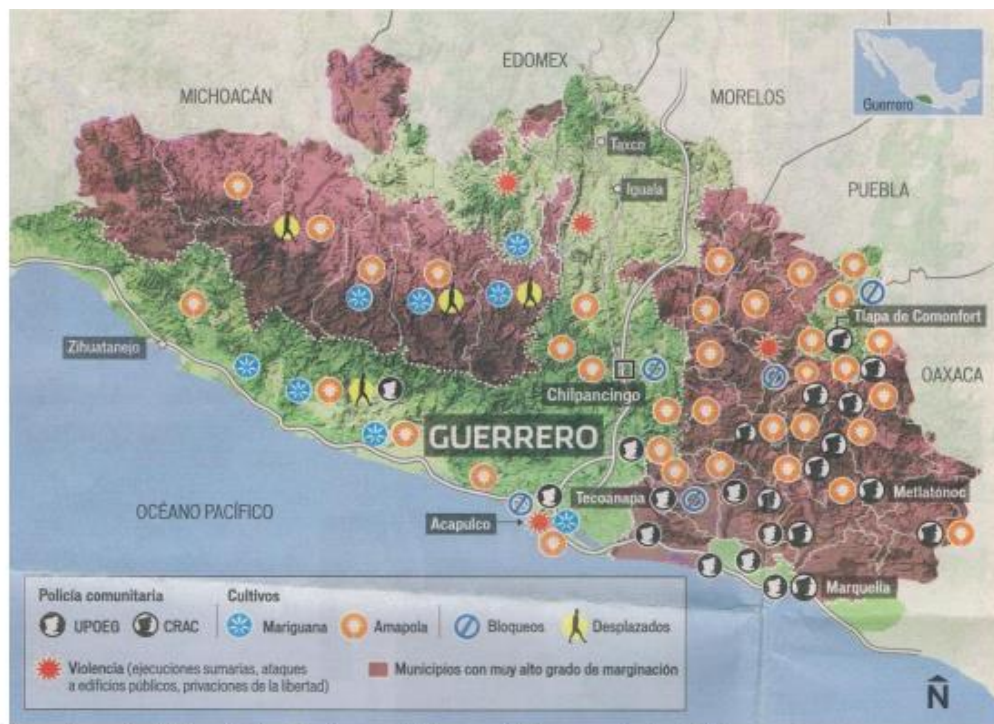 EDOMEX
MICHOACÁN
MORELOS
Guerrero
Taxco
Iguala
PUEBLA
Tlapa de Comonfort
Zihuatanejo
OAXACA
Chilpancingo
GUERRERO
Tecoanapa
Metlatónoc
OCÉANO PACÍFICO
Acapulco
Marquelia
Policía comunitaria
UPOEG
CRAC
Cultivos
Mariguana
Amapola
Bloqueos
Desplazados
Violencia (ejecuciones sumarias, ataques
a edificios públicos, privaciones de la libertad)
Municipios con muy alto grado de marginación
N